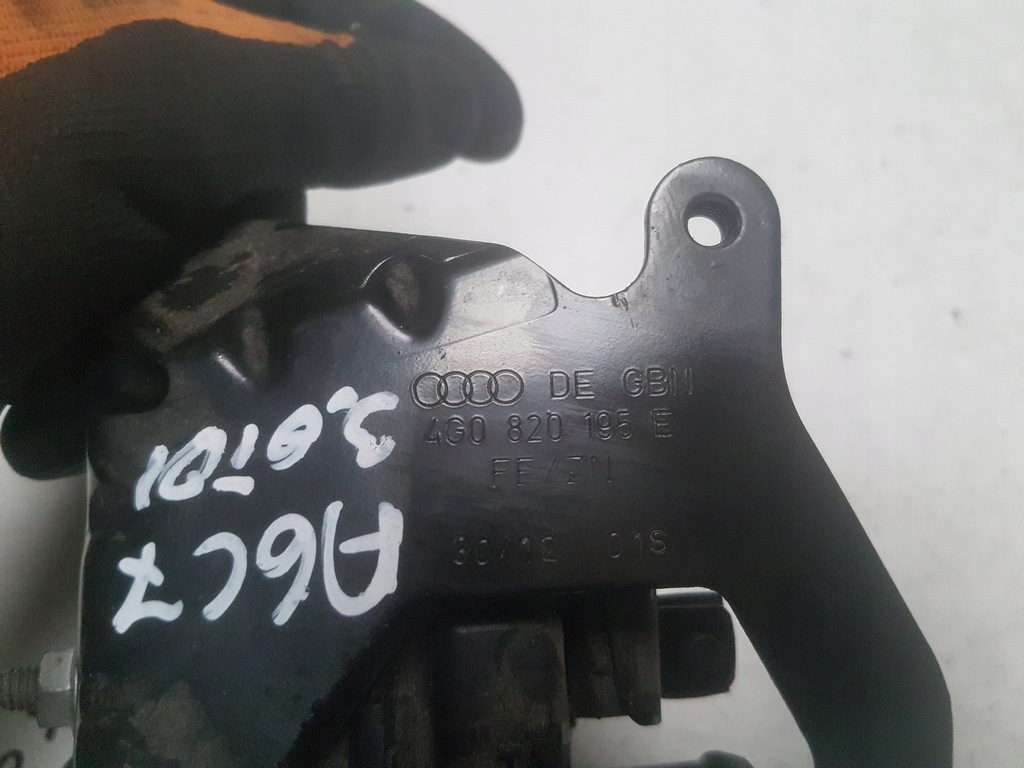 DE GBN
4G0 820 195 E
FE/ZN
30/12 01S
A6C7
3.0TDI